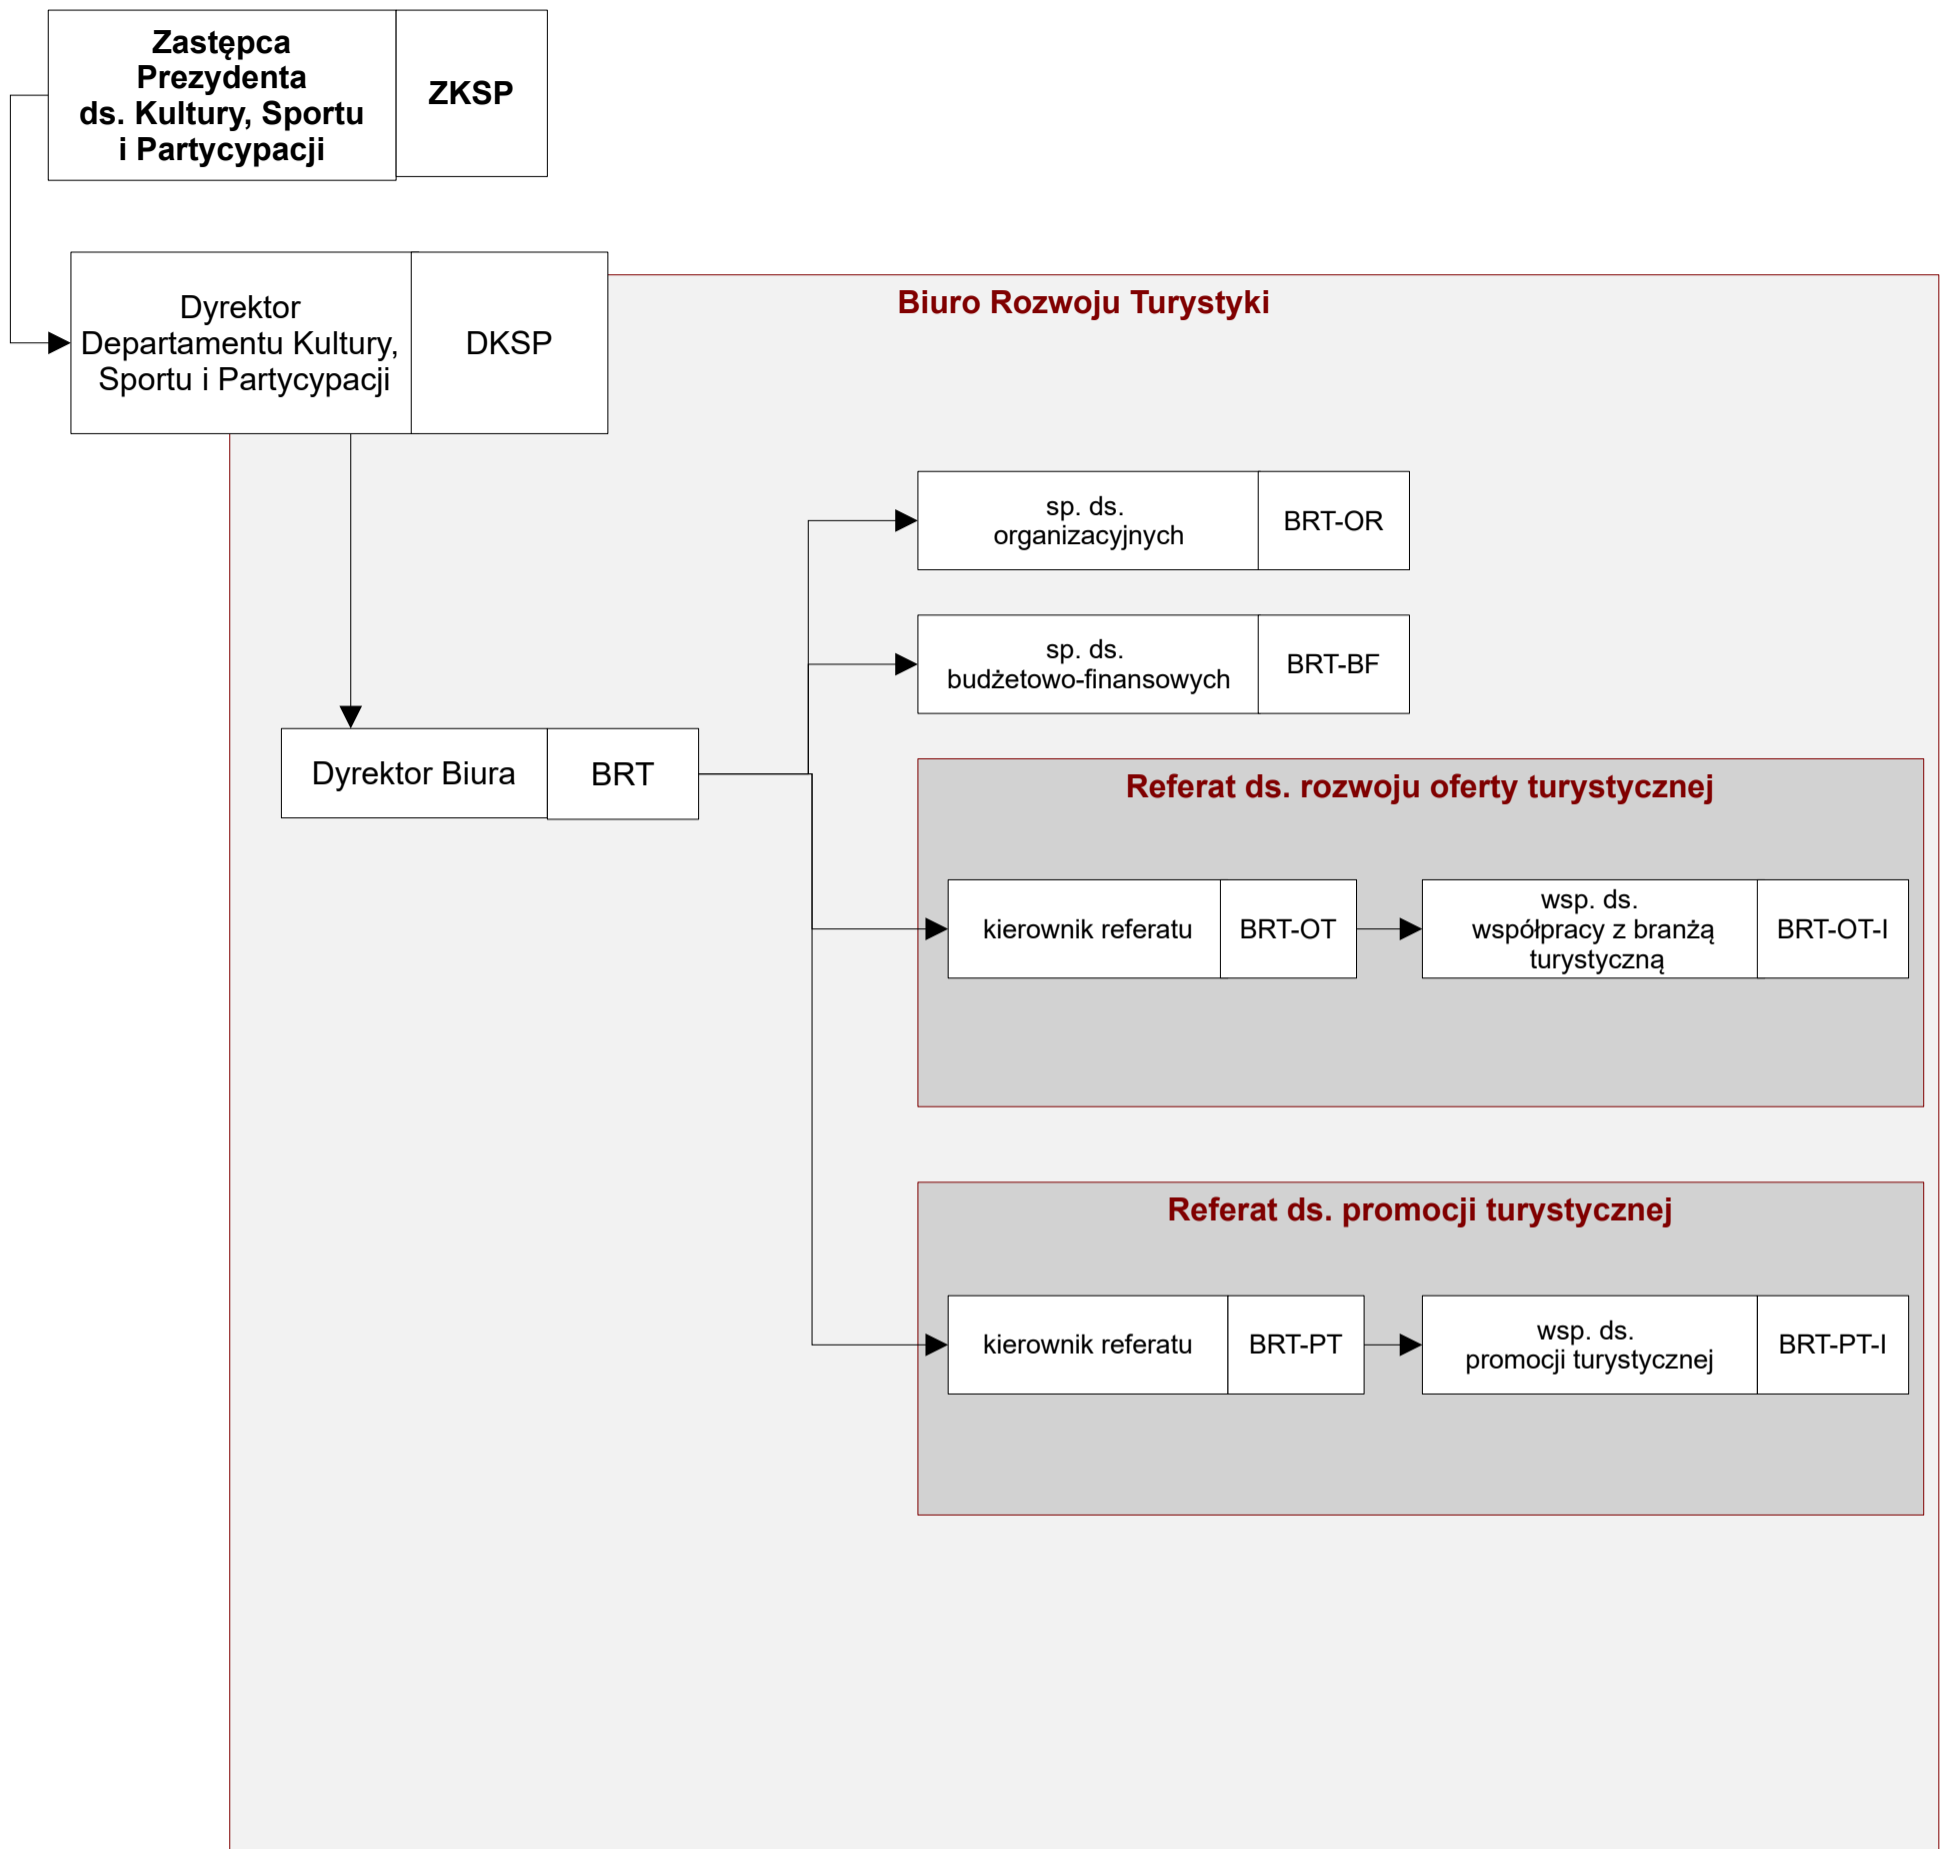 Zastępca
Prezydenta
ds. Kultury, Sportu
i Partycypacji
ZKSP
Dyrektor
Departamentu Kultury,
Sportu i Partycypacji
DKSP
Biuro Rozwoju Turystyki
sp. ds.
organizacyjnych
BRT-OR
sp. ds.
budżetowo-finansowych
BRT-BF
Dyrektor Biura
BRT
Referat ds. rozwoju oferty turystycznej
kierownik referatu
BRT-OT
wsp. ds.
współpracy z branżą
turystyczną
BRT-OT-I
Referat ds. promocji turystycznej
kierownik referatu
BRT-PT
wsp. ds.
promocji turystycznej
BRT-PT-I